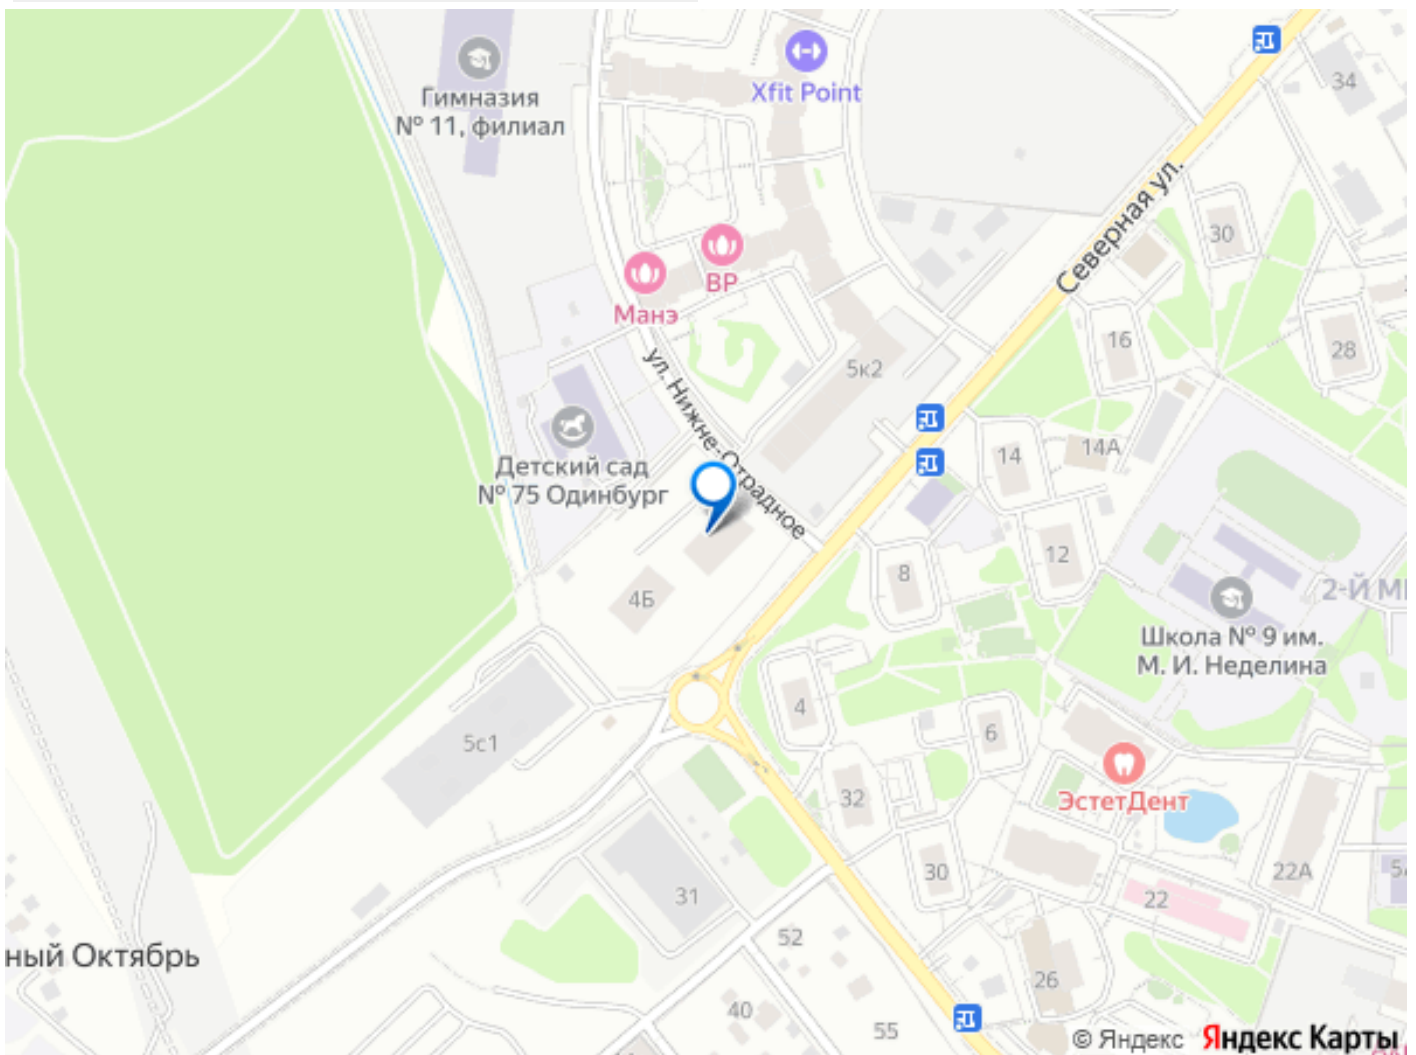 Гимназия
№ 11, филиал
Xfit Point
34
Северная ул.
30
ВР
Манэ
16
28
5к2
ул. Нижне-Отрадное
Детский сад
№ 75 Одинбург
14
14А
12
8
2-Й
4Б
Школа № 9 им.
М. И. Неделина
4
6
5с1
ЭстетДент
32
30
22А
31
22
52
ный Октябрь
26
40
55
© Яндекс Яндекс Карты